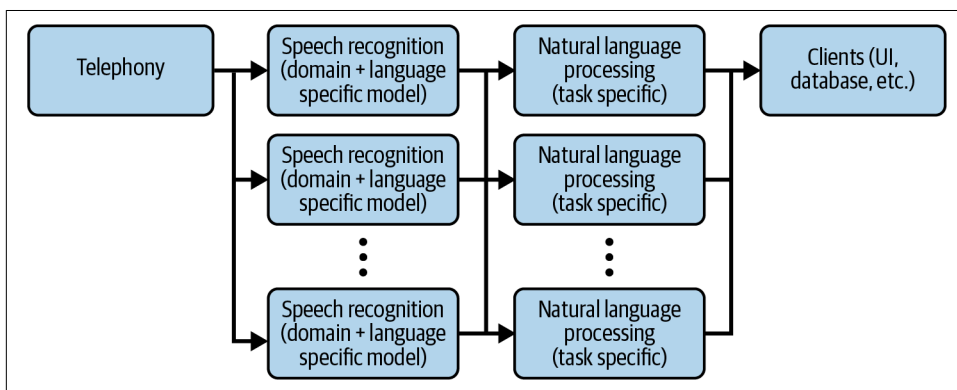 Telephony
Speech recognition
(domain + language
specific model)
Natural language
processing
(task specific)
Clients (UI,
database, etc.)
Speech recognition
(domain + language
specific model)
Natural language
processing
(task specific)
Speech recognition
(domain + language
specific model)
Natural language
processing
(task specific)